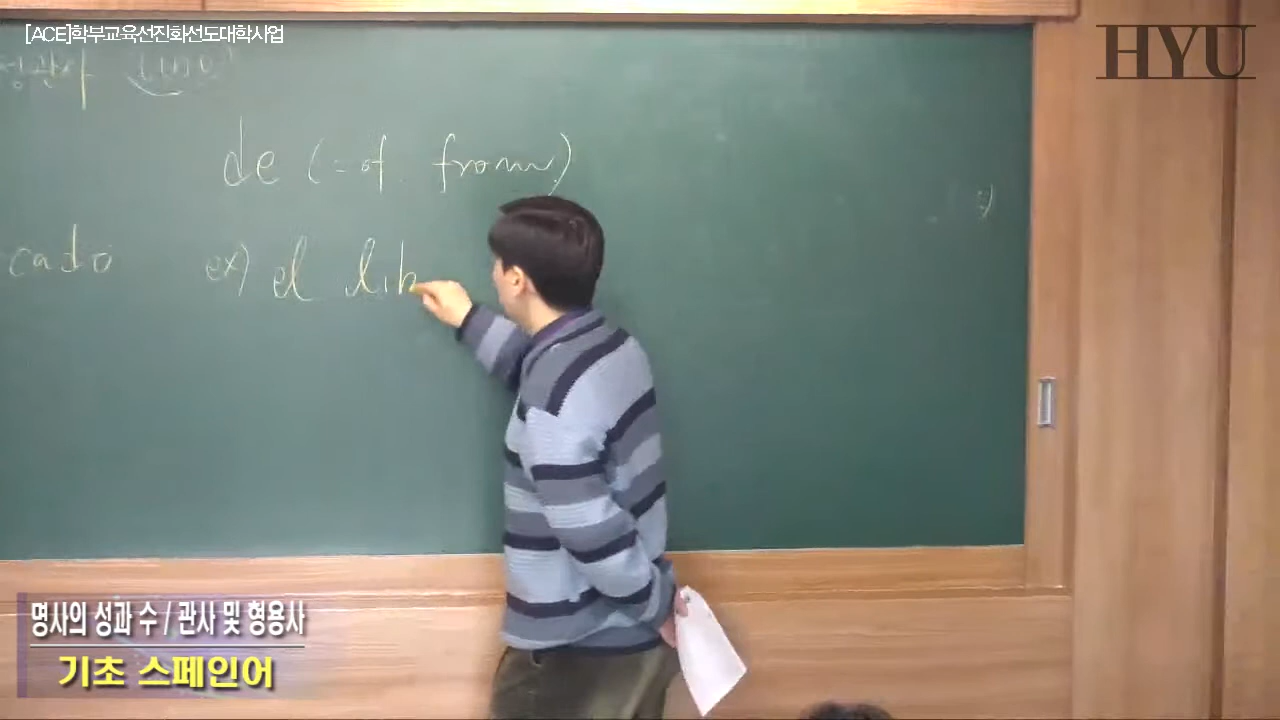 [ACE]학부교육선진화선도대학사업
HYU
de (= of. from)
cado ex) el lib
명사의 성과 수 / 관사 및 형용사
기초 스페인어